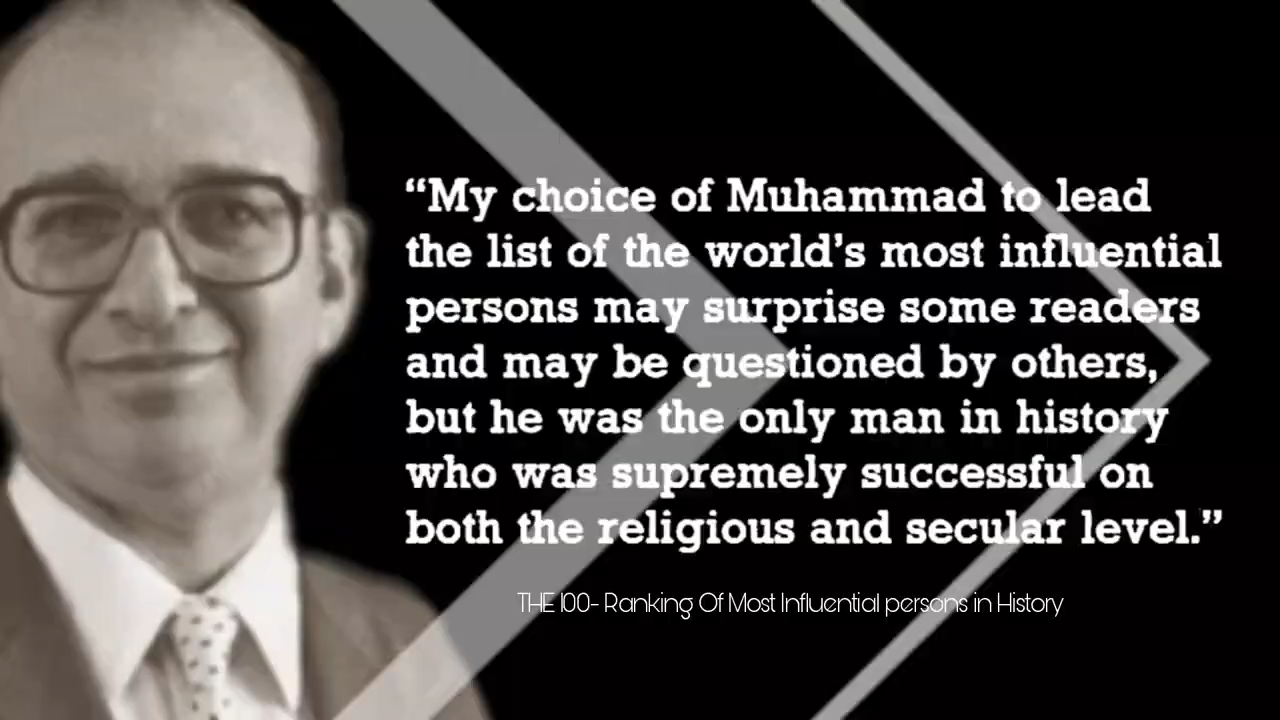 “My choice of Muhammad to lead
the list of the world’s most influential
persons may surprise some readers
and may be questioned by others,
but he was the only man in history
who was supremely successful on
both the religious and secular level.”
THE 100- Ranking Of Most Influential persons in History